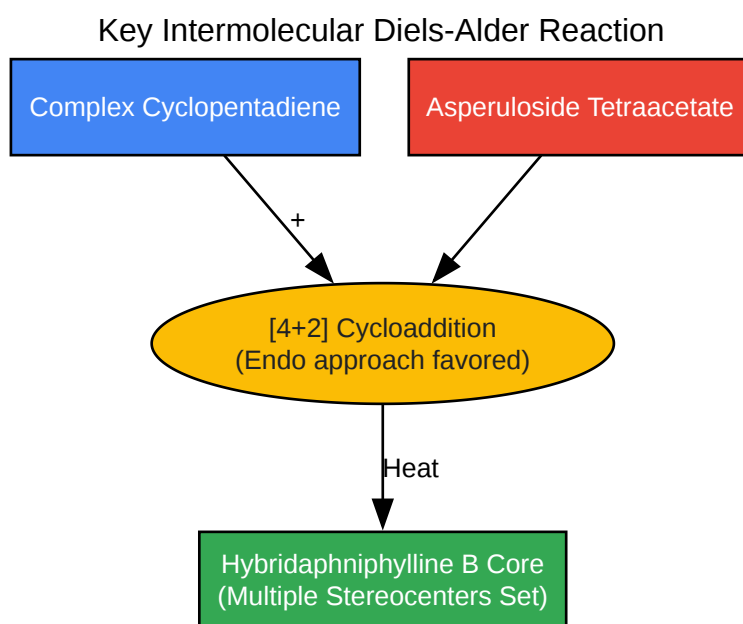 Key Intermolecular Diels-Alder Reaction
Complex Cyclopentadiene
Asperuloside Tetraacetate
+
[4+2] Cycloaddition
(Endo approach favored)
Heat
Hybridaphniphylline B Core
(Multiple Stereocenters Set)